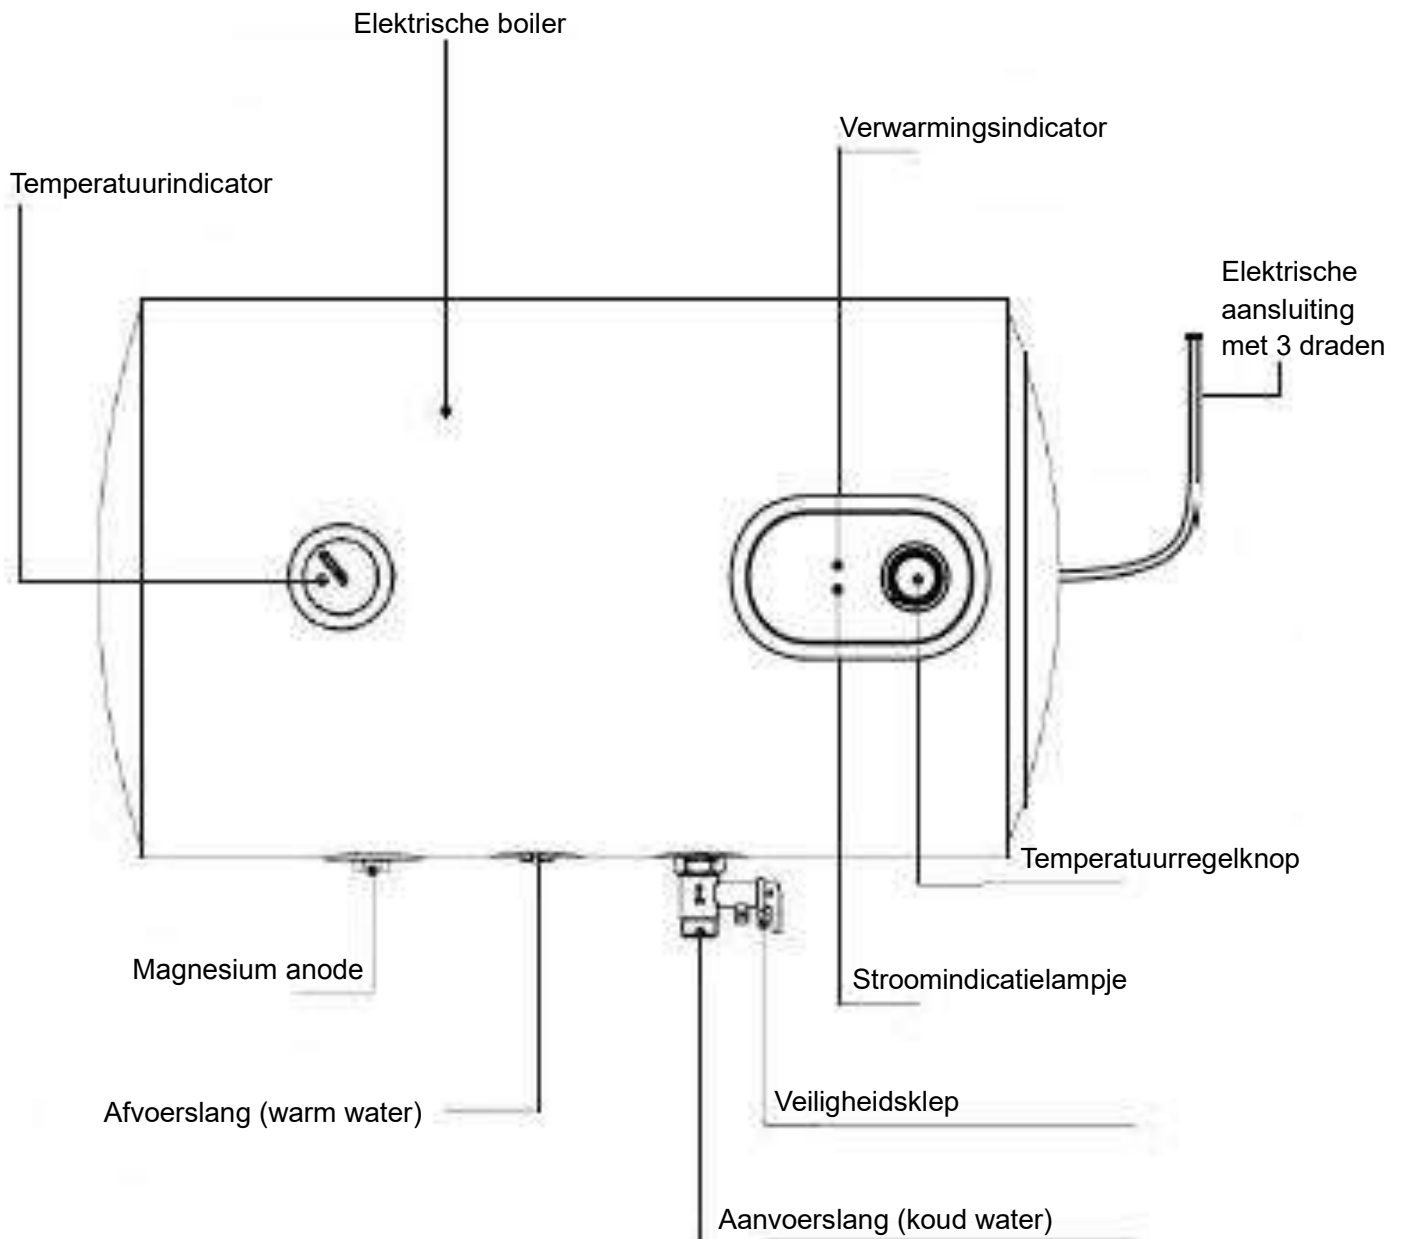 Elektrische boiler
Verwarmingsindicator
Temperatuurindicator
Elektrische
aansluiting
met 3 draden
Temperatuurregelknop
Magnesium anode
Stroomindicatielampje
Veiligheidsklep
Afvoerslang (warm water)
Aanvoerslang (koud water)